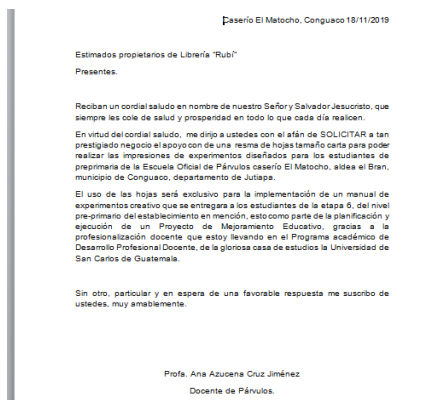 Caserío El Matocho, Conguaco 18/11/2019
Estimados propietarios de Librería "Rubí"
Presentes.
Reciban un cordial saludo en nombre de nuestro Señor y Salvador Jesucristo, que
siempre les cole de salud y prosperidad en todo lo que cada día realicen.
En virtud del cordial saludo, me dirijo a ustedes con el afán de SOLICITAR a tan
prestigiado negocio el apoyo con de una resma de hojas tamaño carta para poder
realizar las impresiones de experimentos diseñados para los estudiantes de
preprimaria de la Escuela Oficial de Párvulos caserío El Matocho, aldea el Bran,
municipio de Conguaco, departamento de Jutiapa.
El uso de las hojas será exclusivo para la implementación de un manual de
experimentos creativo que se entregara a los estudiantes de la etapa 6, del nivel
pre-primario del establecimiento en mención, esto como parte de la planificación y
ejecución de un Proyecto de Mejoramiento Educativo, gracias a la
profesionalización docente que estoy llevando en el Programa académico de
Desarrollo Profesional Docente, de la gloriosa casa de estudios la Universidad de
San Carlos de Guatemala.
Sin otro, particular y en espera de una favorable respuesta me suscribo de
ustedes, muy amablemente.
Profa. Ana Azucena Cruz Jiménez
Docente de Párvulos.